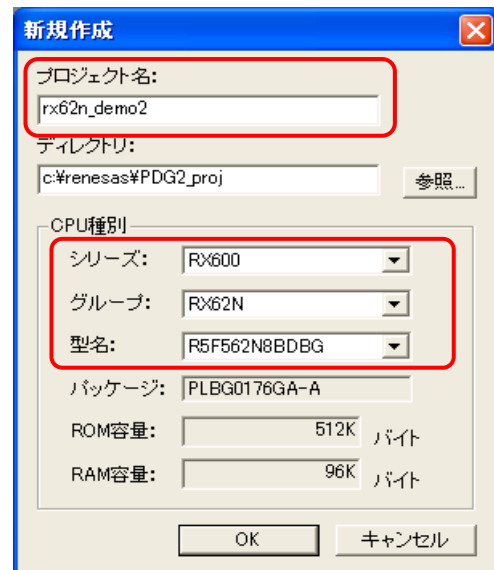 新規作成
プロジェクト名:
rx62n_demo2
ディレクトリ:
c:¥renesas¥PDG2_proj
参照...
CPU種別
シリーズ: RX600
グループ: RX62N
型名: R5F562N8BDBG
パッケージ: PLBG0176GA-A
ROM容量: 512K バイト
RAM容量: 96K バイト
OK キャンセル